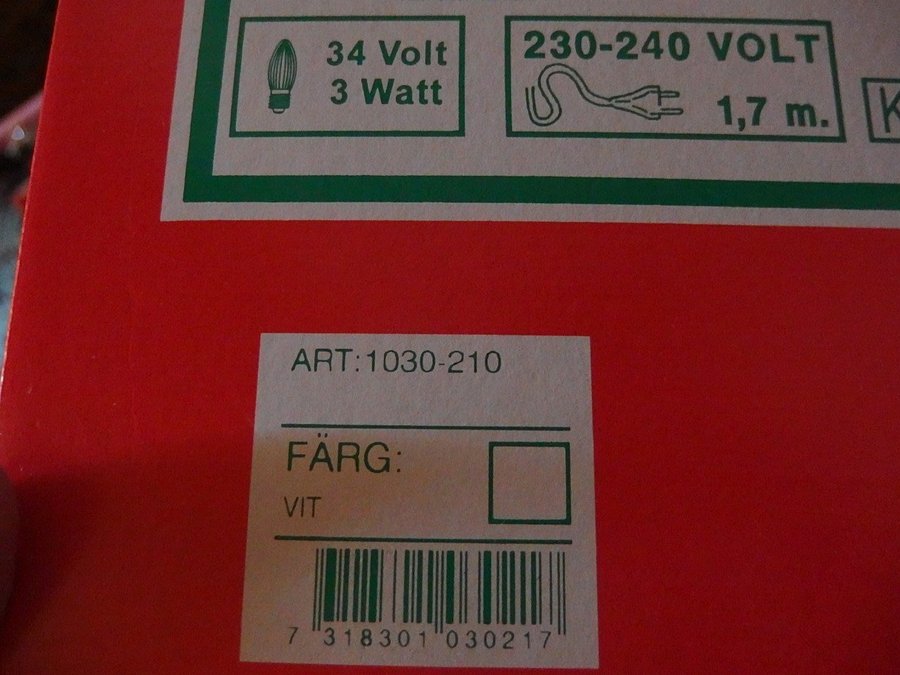 34 Volt
3 Watt
230-240 VOLT
1,7 m.
K
ART:1030-210
FÄRG:
VIT
7 318301 030217